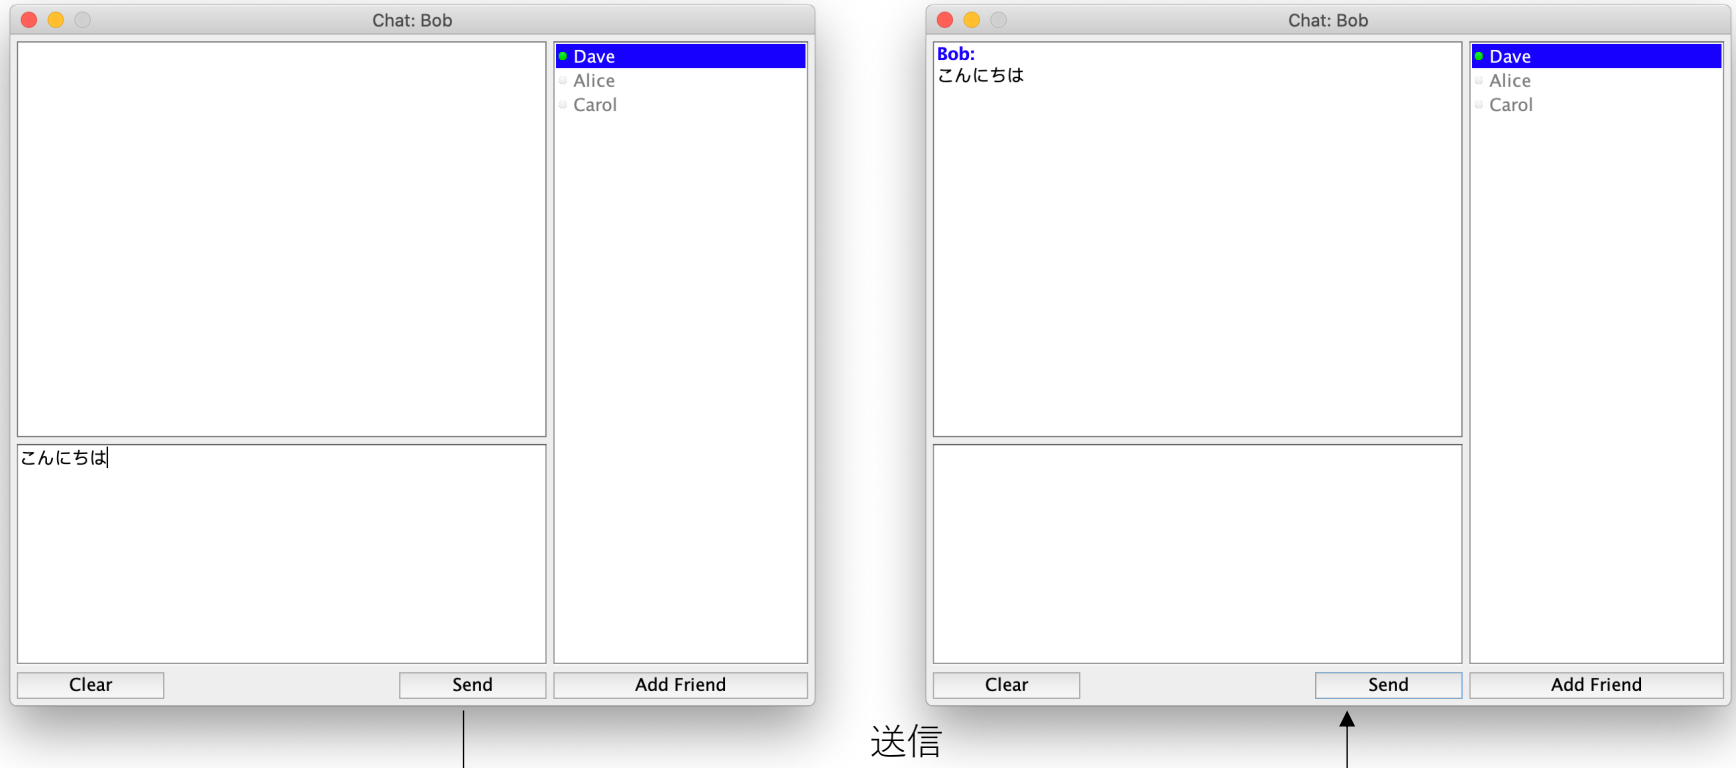 Chat: Bob
Dave
Alice
Carol
こんにちは
Clear
Send
Add Friend
Chat: Bob
Bob:
こんにちは
Dave
Alice
Carol
Clear
Send
Add Friend
送信